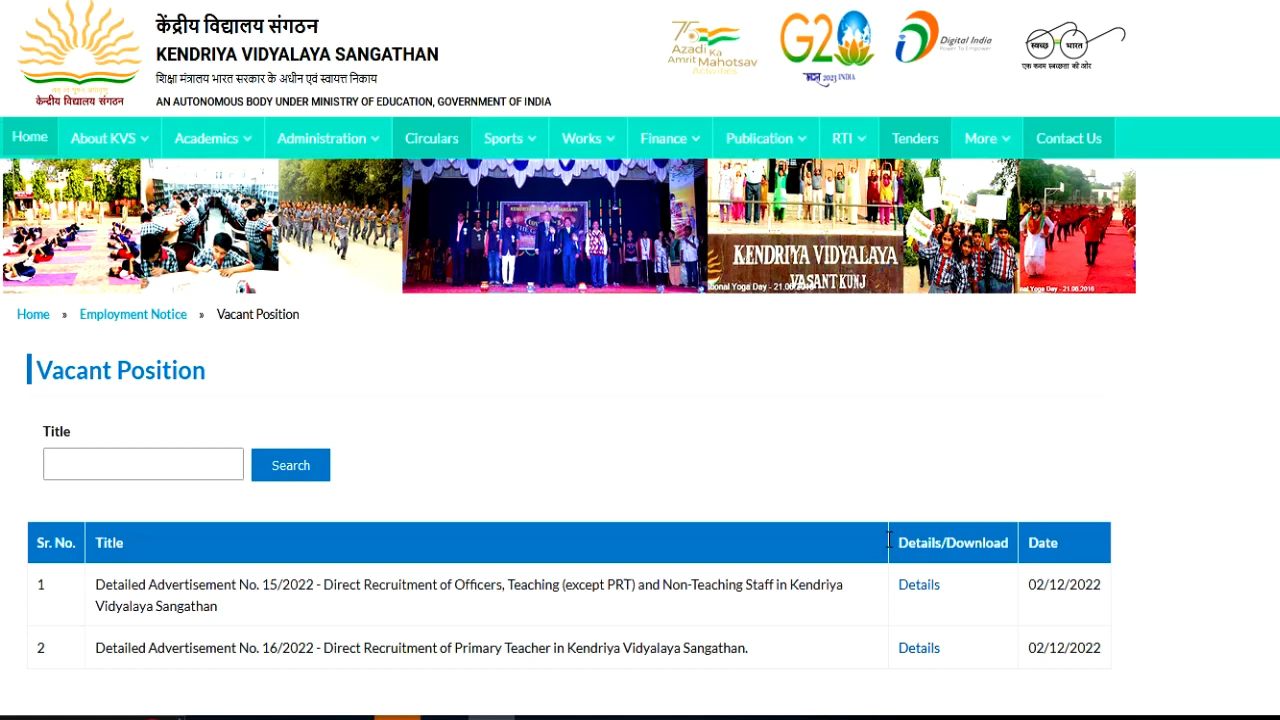 केंद्रीय विद्यालय संगठन
KENDRIYA VIDYALAYA SANGATHAN
शिक्षा मंत्रालय भारत सरकार के अधीन एवं स्वायत्त निकाय
AN AUTONOMOUS BODY UNDER MINISTRY OF EDUCATION, GOVERNMENT OF INDIA
केन्द्रीय विद्यालय संगठन
75
Azadi Ka
Amrit Mahotsav
G20
2023 INDIA
Digital India
Power To Empower
स्वच्छ भारत
एक कदम स्वच्छता की ओर
Home About KVS Academics Administration Circulars Sports Works Finance Publication RTI Tenders More Contact Us
KENDRIYA VIDYALAYA
VASANT KUNJ
Home » Employment Notice » Vacant Position
Vacant Position
Title
Search
Sr. No. Title Details/Download Date
1 Detailed Advertisement No. 15/2022 - Direct Recruitment of Officers, Teaching (except PRT) and Non-Teaching Staff in Kendriya Details 02/12/2022
Vidyalaya Sangathan
2 Detailed Advertisement No. 16/2022 - Direct Recruitment of Primary Teacher in Kendriya Vidyalaya Sangathan. Details 02/12/2022